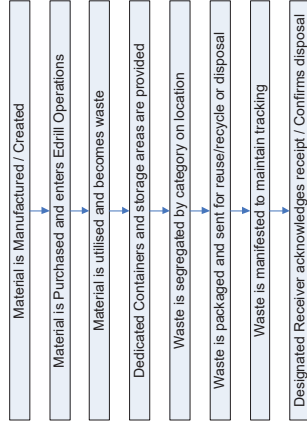 Material is Manufactured / Created
Material is Purchased and enters Edrill Operations
Material is utilised and becomes waste
Dedicated Containers and storage areas are provided
Waste is segregated by category on location
Waste is packaged and sent for reuse/recycle or disposal
Waste is manifested to maintain tracking
Designated Receiver acknowledges receipt / Confirms disposal